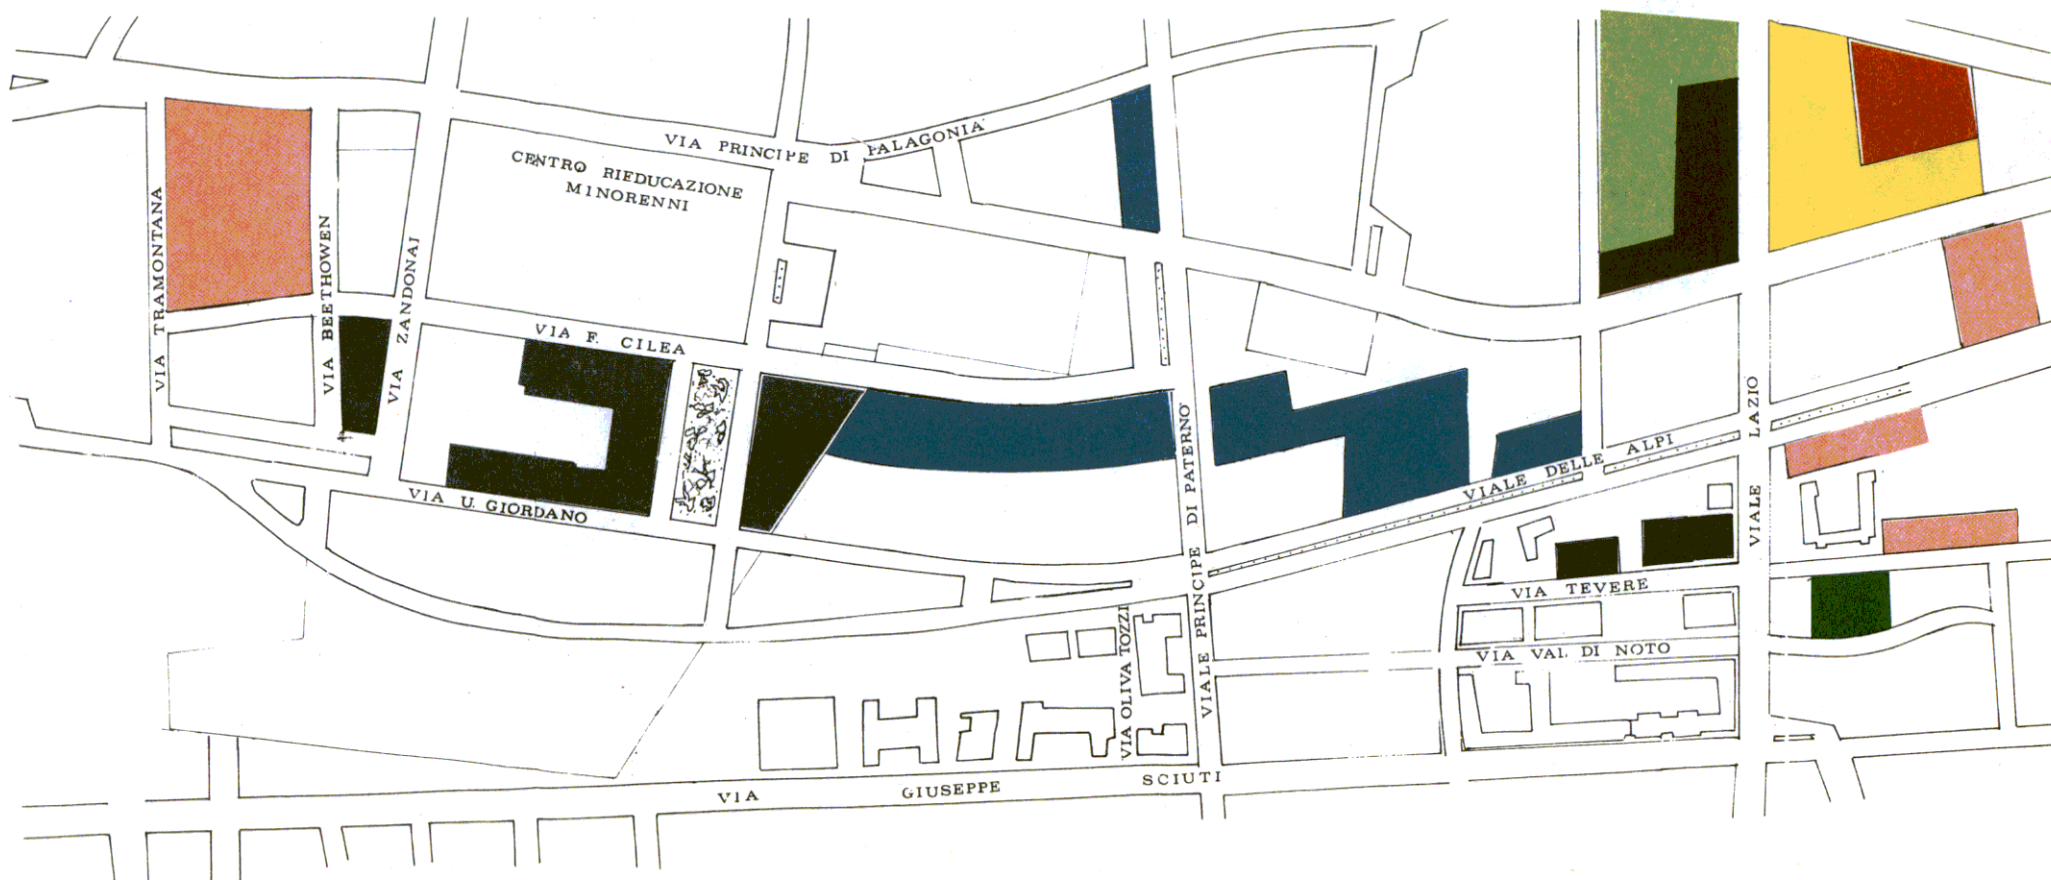 VIA PRINCIPE DI PALAGONIA'
CENTRO RIEDUCAZIONE
MINORENNI
VIA TRAMONTANA
VIA BEETHOWEN
VIA ZANDONAI
VIA F. CILEA
VIA U. GIORDANO
VIALE PRINCIPE DI PATERNO'
VIALE DELLE ALPI
VIALE LAZIO
VIA TEVERE
VIA VAL DI NOTO
VIA OLIVA TOZZI
VIA GIUSEPPE SCIUTI